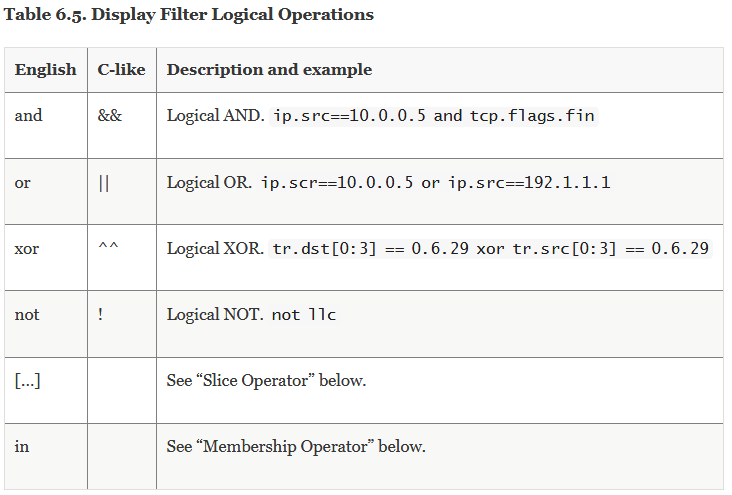 Table 6.5. Display Filter Logical Operations
English C-like Description and example
and && Logical AND. ip.src==10.0.0.5 and tcp.flags.fin
or || Logical OR. ip.scr==10.0.0.5 or ip.src==192.1.1.1
xor ^^ Logical XOR. tr.dst[0:3] == 0.6.29 xor tr.src[0:3] == 0.6.29
not ! Logical NOT. not llc
[…] See “Slice Operator” below.
in See “Membership Operator” below.